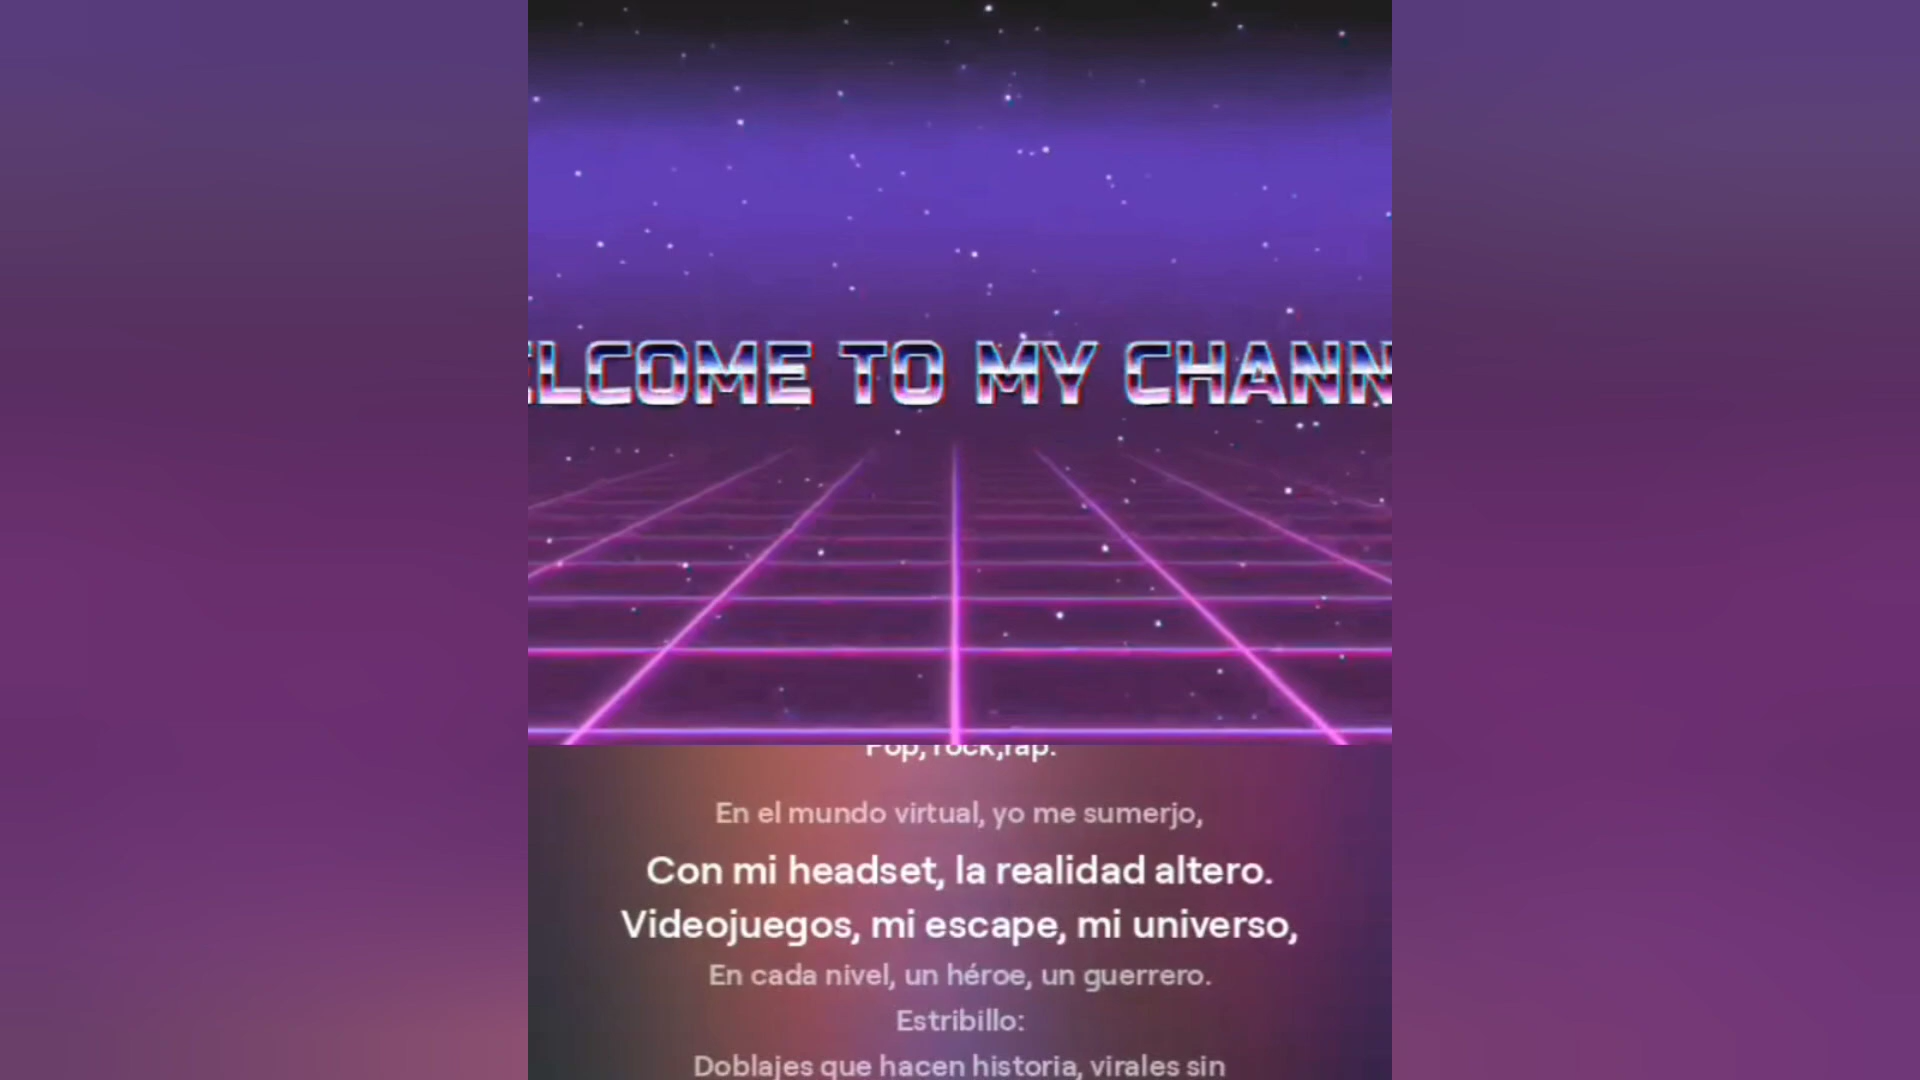 ELCOME TO MY CHANN
Pop, rock,rap.
En el mundo virtual, yo me sumerjo,
Con mi headset, la realidad altero.
Videojuegos, mi escape, mi universo,
En cada nivel, un héroe, un guerrero.
Estribillo:
Doblajes que hacen historia, virales sin